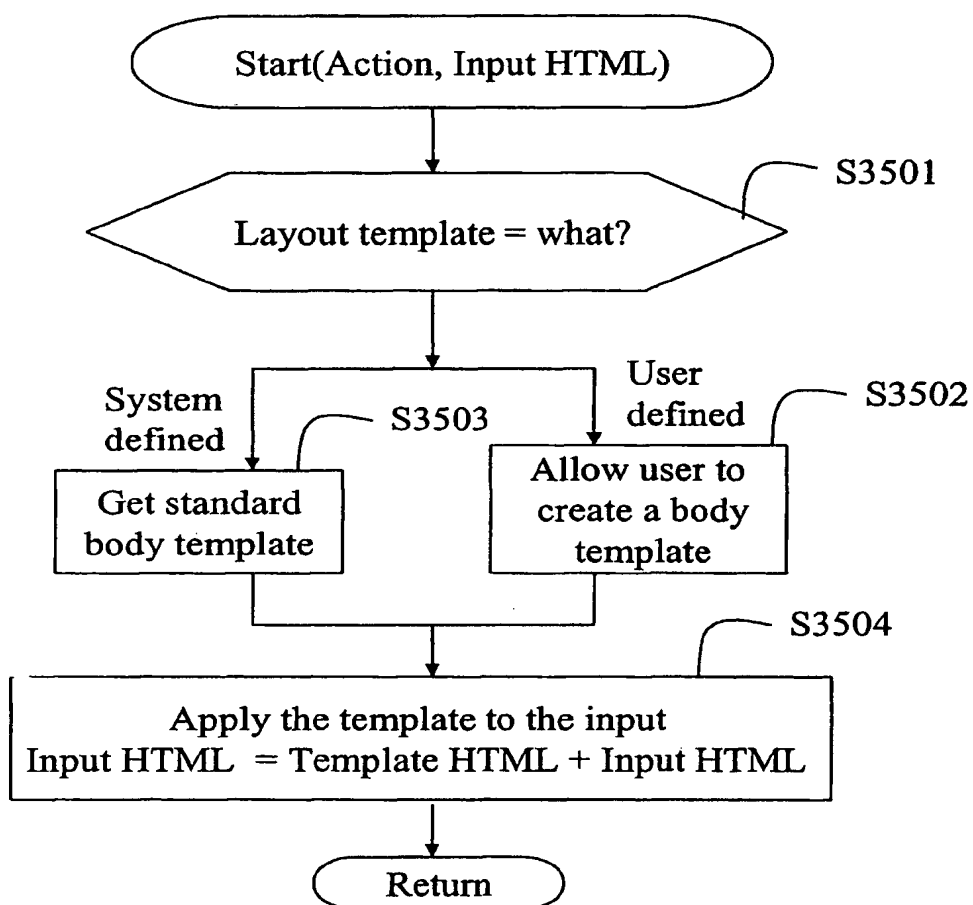 Start(Action, Input HTML)
S3501
Layout template = what?
System
defined
S3503
User
defined
S3502
Get standard
body template
Allow user to
create a body
template
S3504
Apply the template to the input
Input HTML = Template HTML + Input HTML
Return